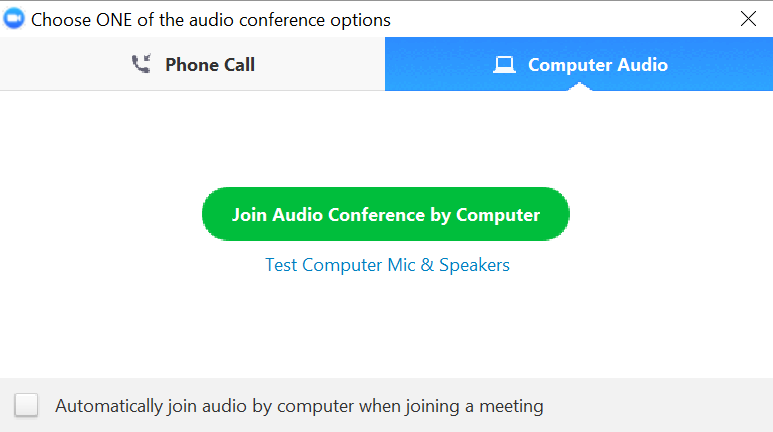 Choose ONE of the audio conference options
Phone Call
Computer Audio
Join Audio Conference by Computer
Test Computer Mic & Speakers
Automatically join audio by computer when joining a meeting